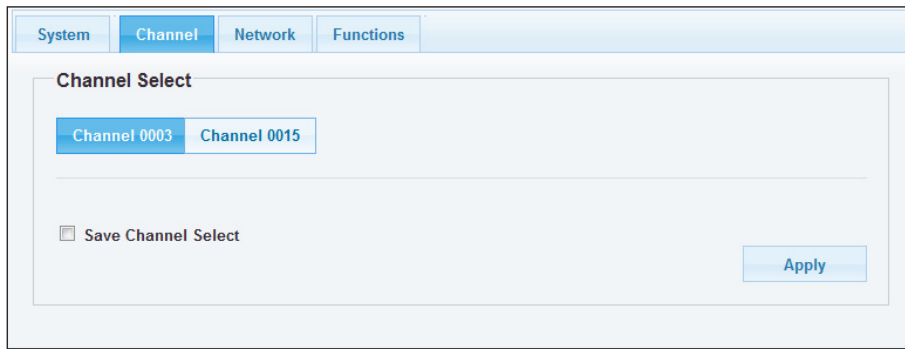 System Channel Network Functions
Channel Select
Channel 0003 Channel 0015
Save Channel Select
Apply